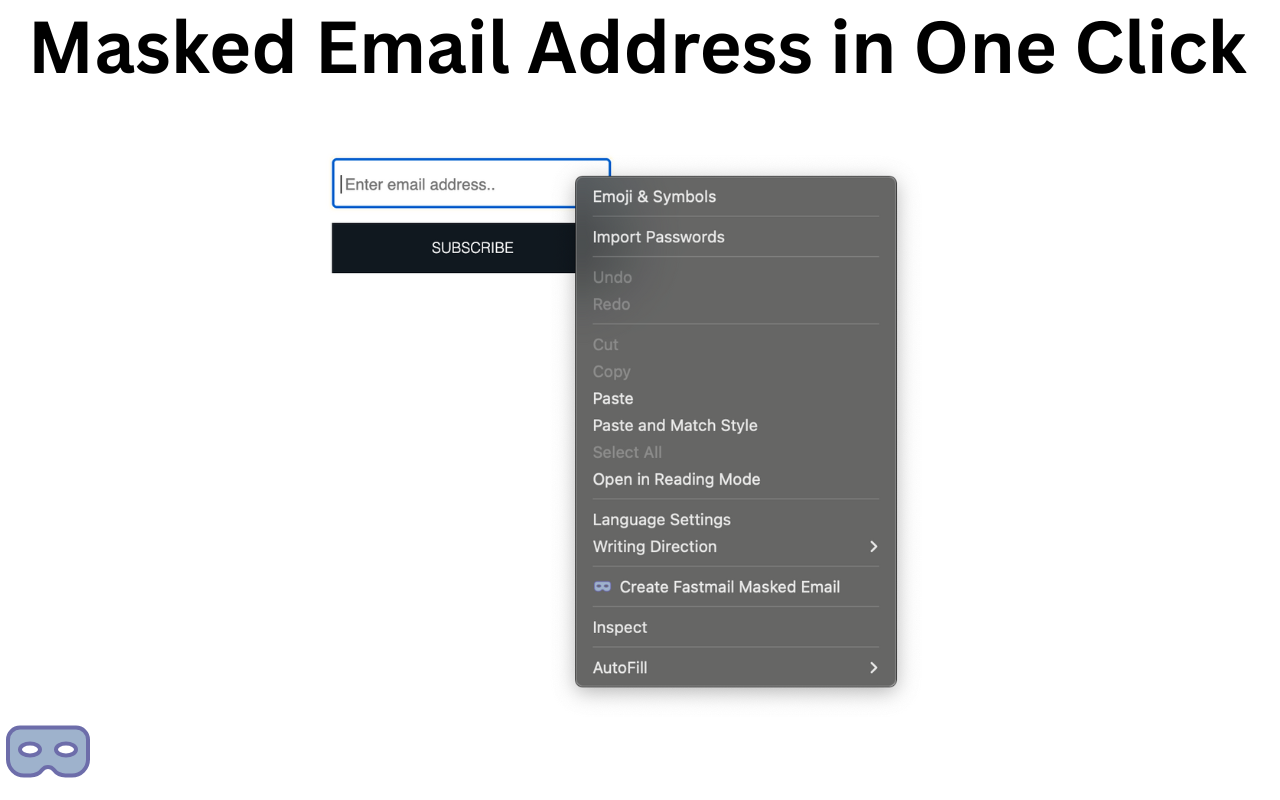 Masked Email Address in One Click
Enter email address..
SUBSCRIBE
Emoji & Symbols
Import Passwords
Undo
Redo
Cut
Copy
Paste
Paste and Match Style
Select All
Open in Reading Mode
Language Settings
Writing Direction
Create Fastmail Masked Email
Inspect
AutoFill